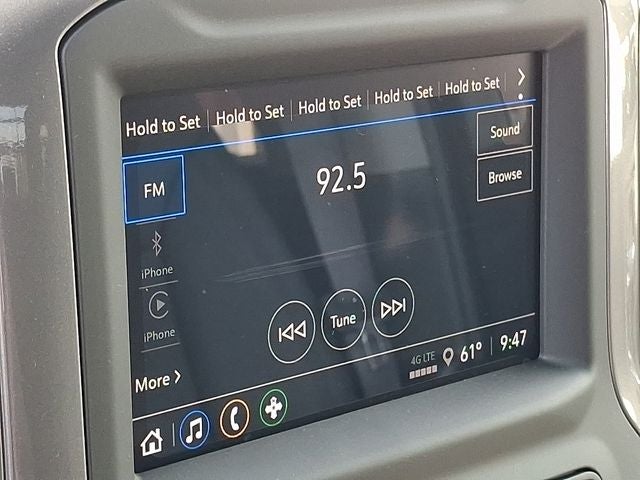 Hold to Set Hold to Set Hold to Set Hold to Set Hold to Set
Sound
FM
92.5
Browse
iPhone
iPhone
Tune
More
4G LTE 61° 9:47